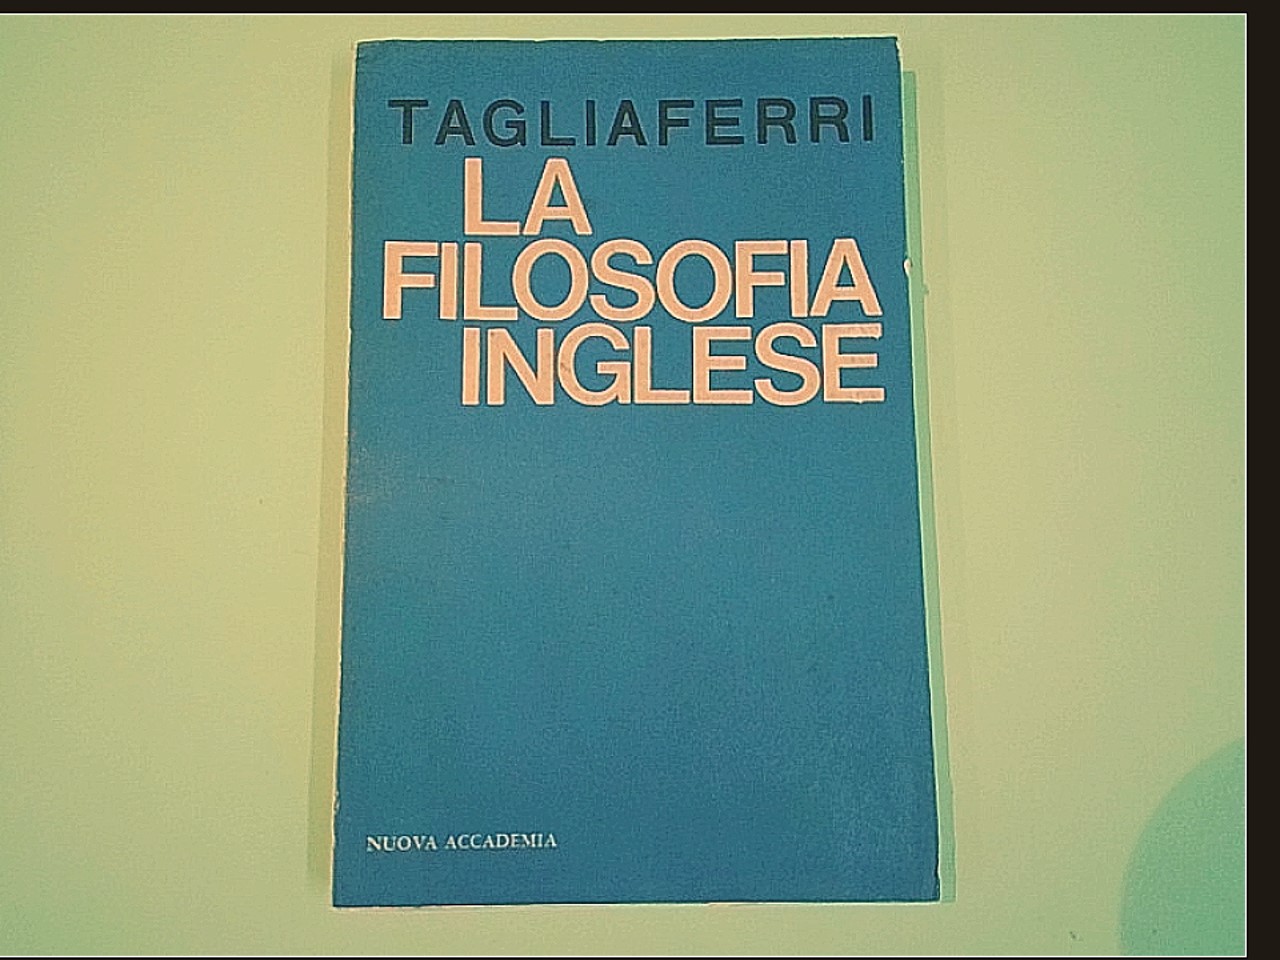 TAGLIAFERRI
LA
FILOSOFIA
INGLESE
NUOVA ACCADEMIA